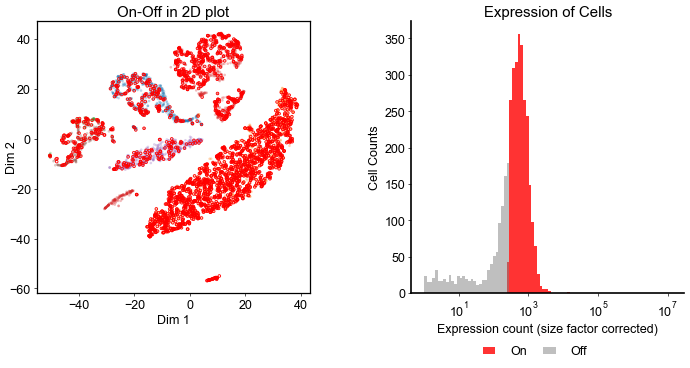 On-Off in 2D plot
Dim 2
40
20
0
−20
−40
−60
−40
−20
0
20
40
Dim 1
Expression of Cells
Cell Counts
350
300
250
200
150
100
50
0
10^1
10^3
10^5
10^7
Expression count (size factor corrected)
On
Off